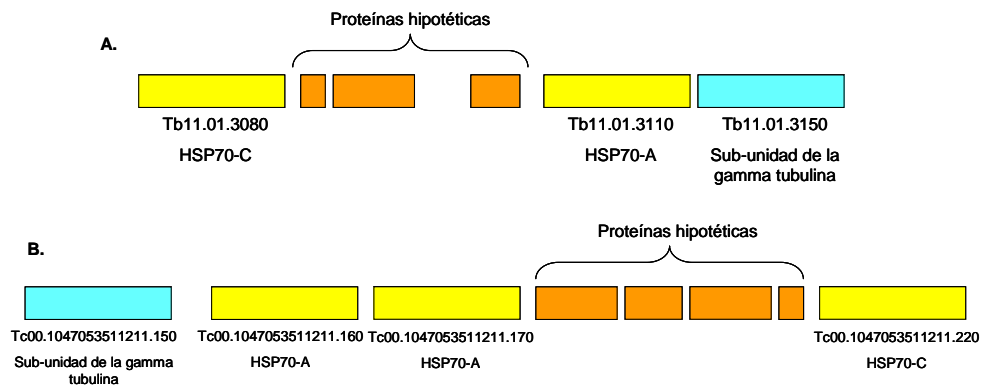 Proteínas hipotéticas
A.
Tb11.01.3080
HSP70-C
Tb11.01.3110
HSP70-A
Tb11.01.3150
Sub-unidad de la
gamma tubulina
Proteínas hipotéticas
B.
Tc00.1047053511211.150
Sub-unidad de la gamma
tubulina
Tc00.1047053511211.160
HSP70-A
Tc00.1047053511211.170
HSP70-A
Tc00.1047053511211.220
HSP70-C